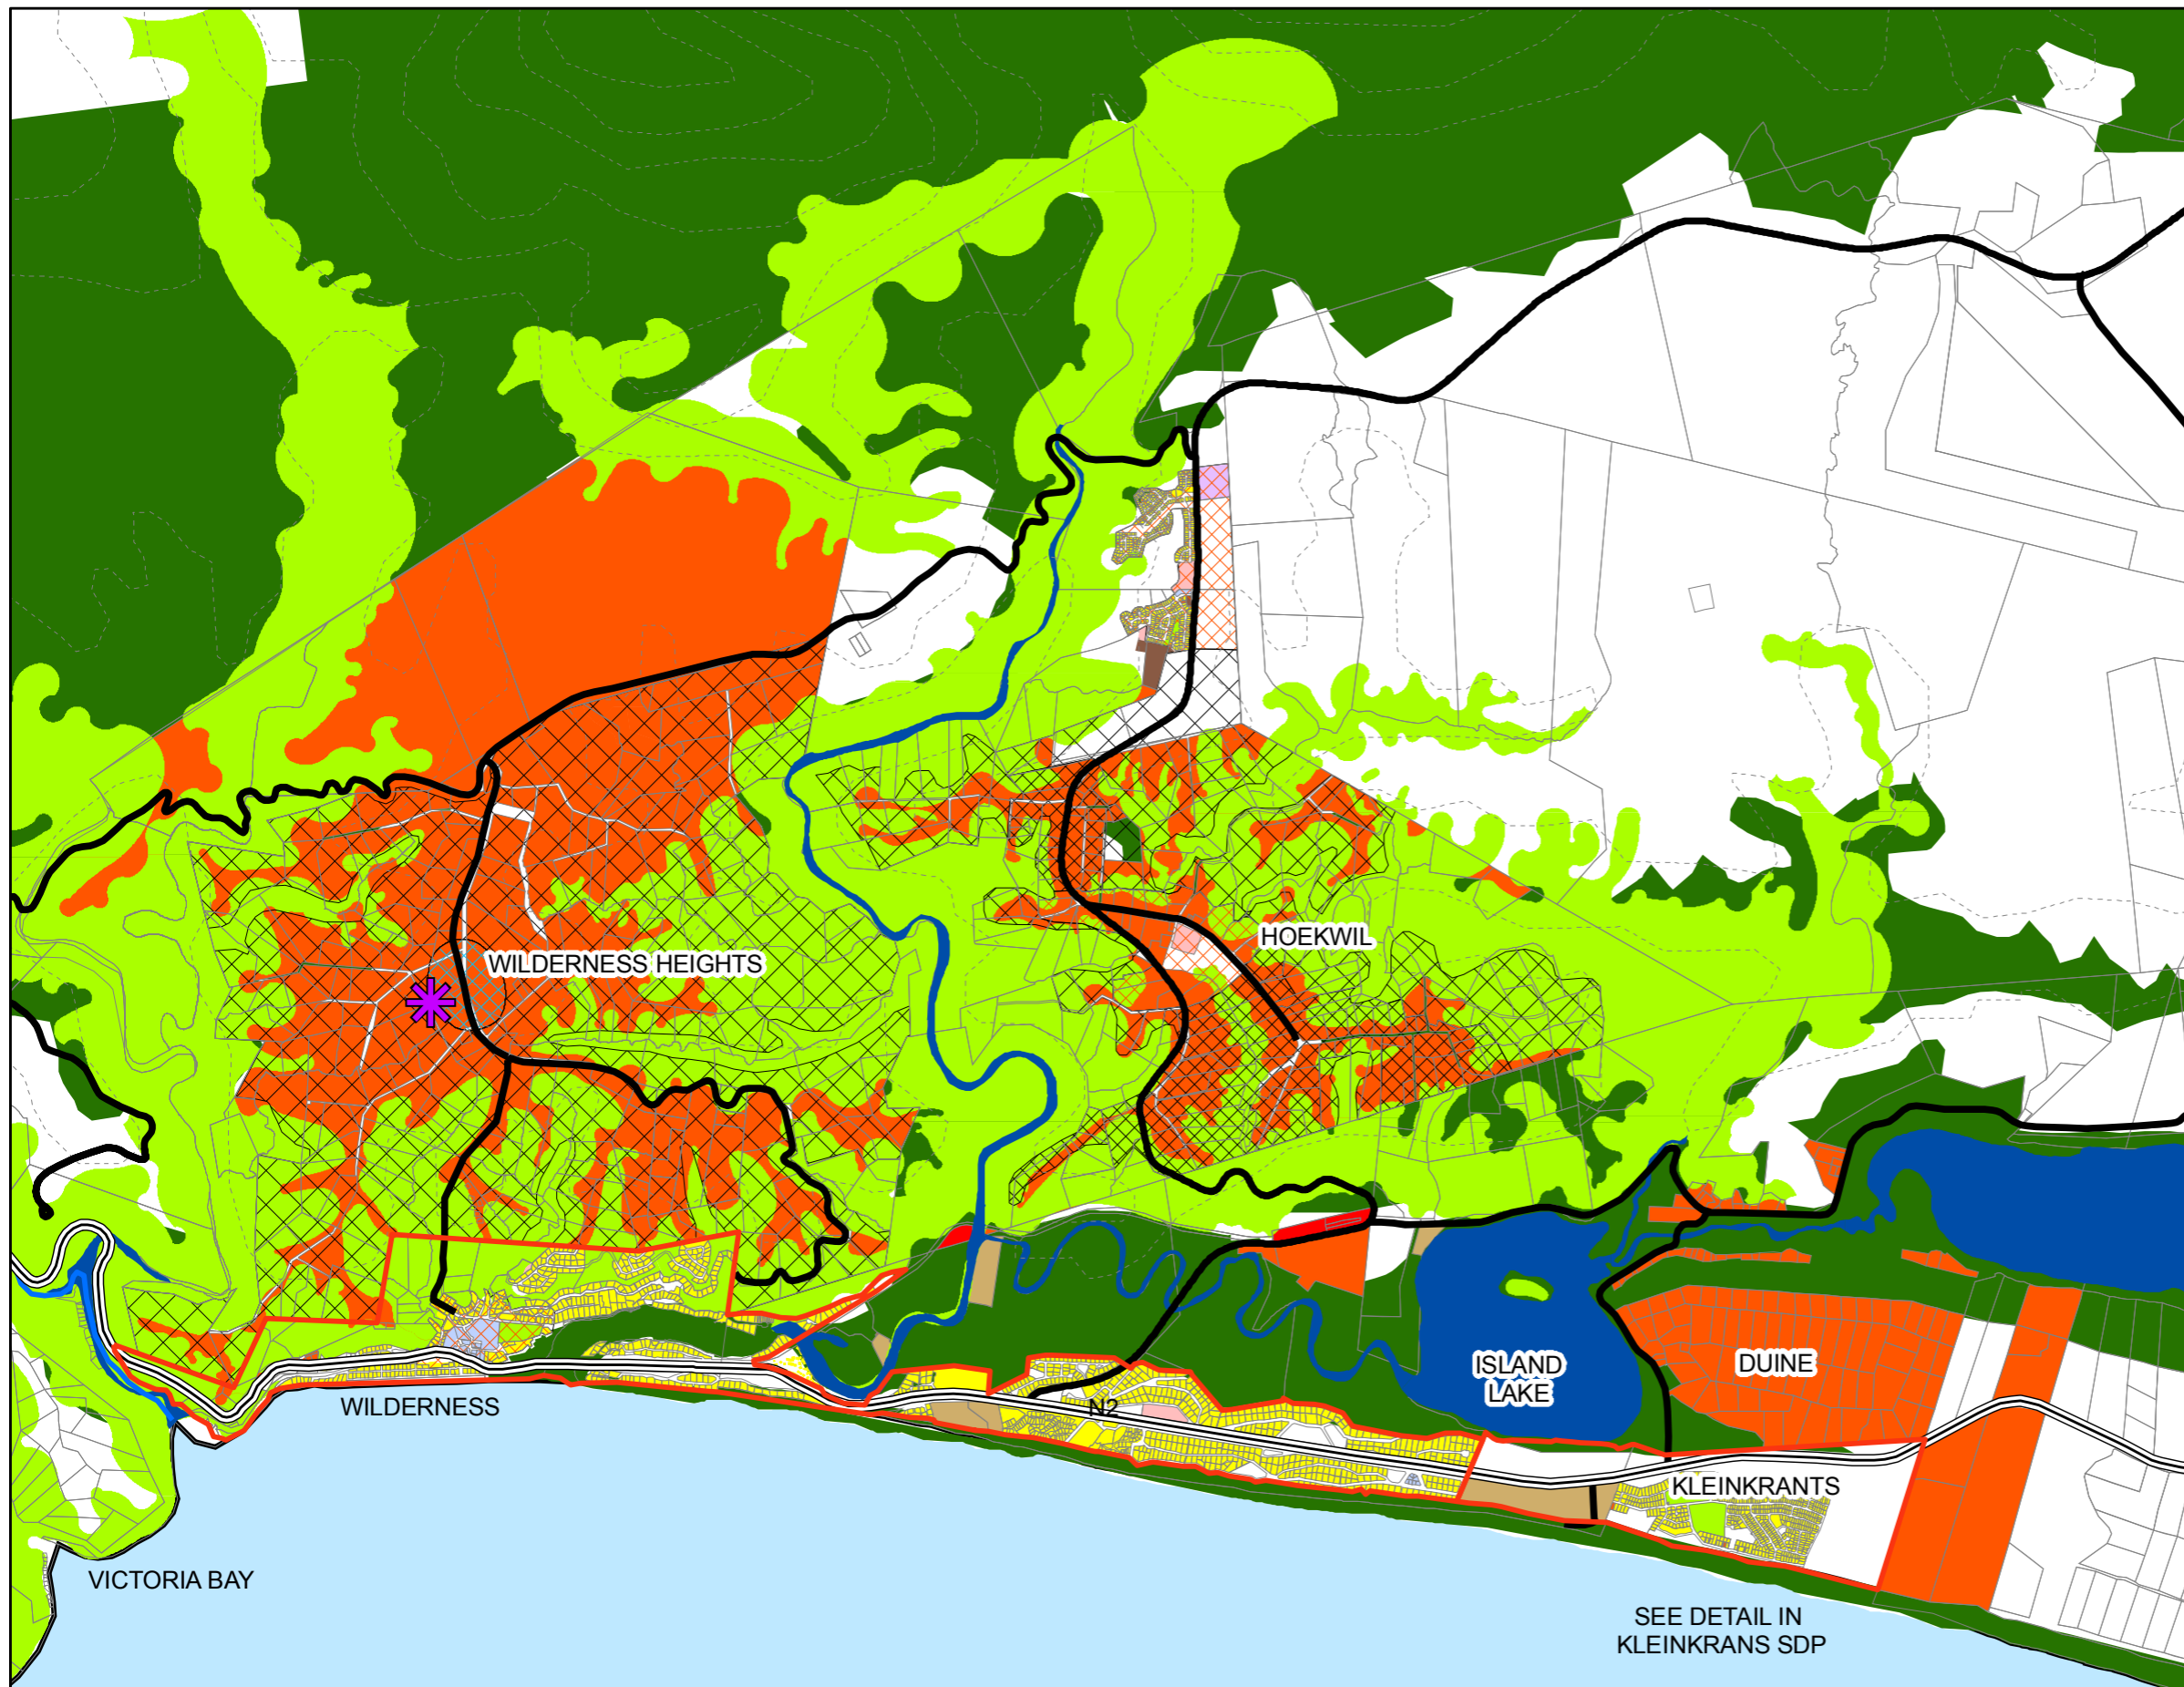 HOEKWIL
WILDERNESS HEIGHTS
ISLAND
LAKE
DUINE
WILDERNESS
N2
KLEINKRANTS
VICTORIA BAY
SEE DETAIL IN
KLEINKRANS SDP